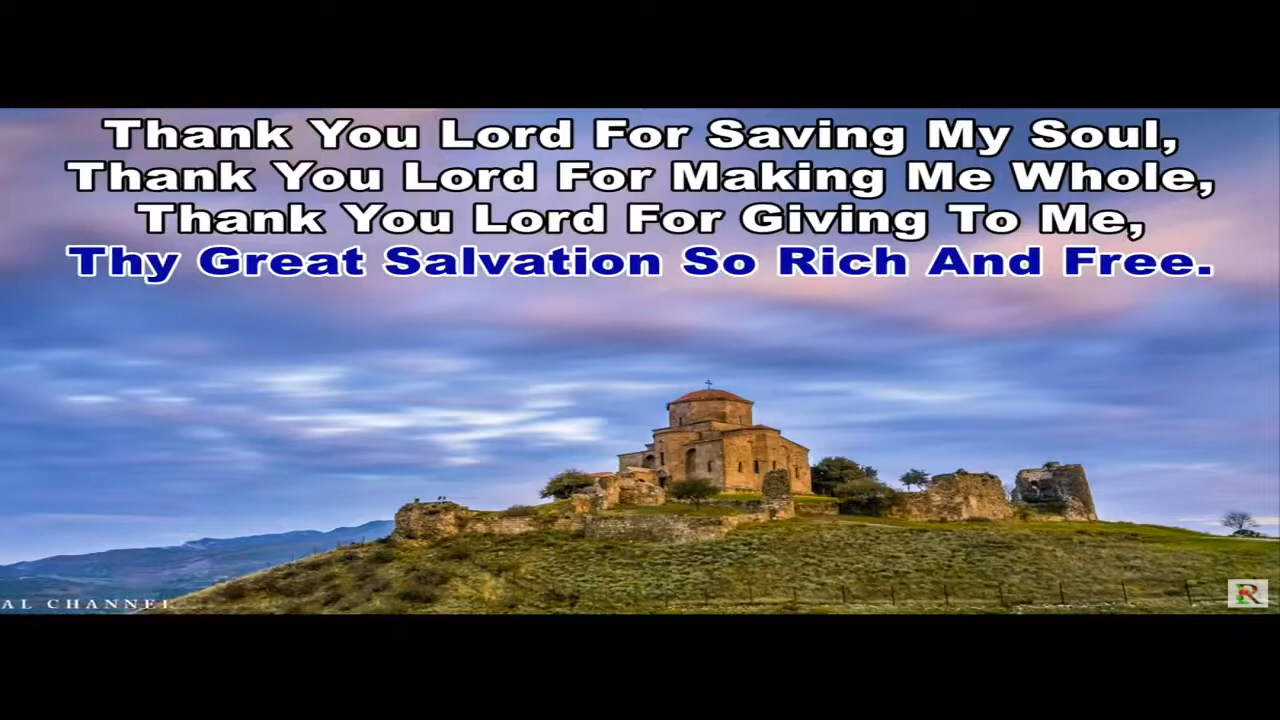 Thank You Lord For Saving My Soul,
Thank You Lord For Making Me Whole,
Thank You Lord For Giving To Me,
Thy Great Salvation So Rich And Free.
AL CHANNEL
R